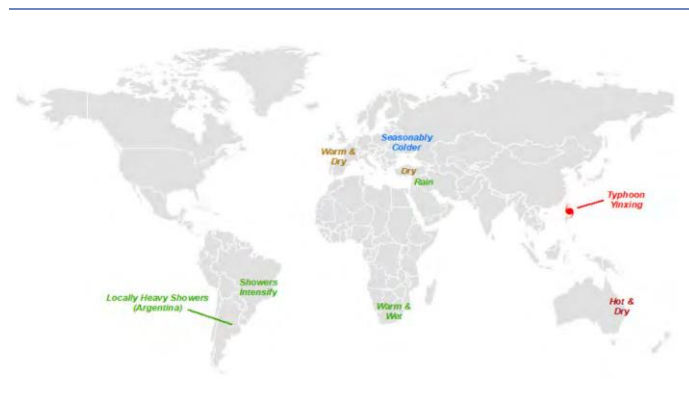 Seasonably
Colder
Warm &
Dry
Dry
Rain
Typhoon
Yinxing
Showers
Intensify
Locally Heavy Showers
(Argentina)
Warm &
Wet
Hot &
Dry